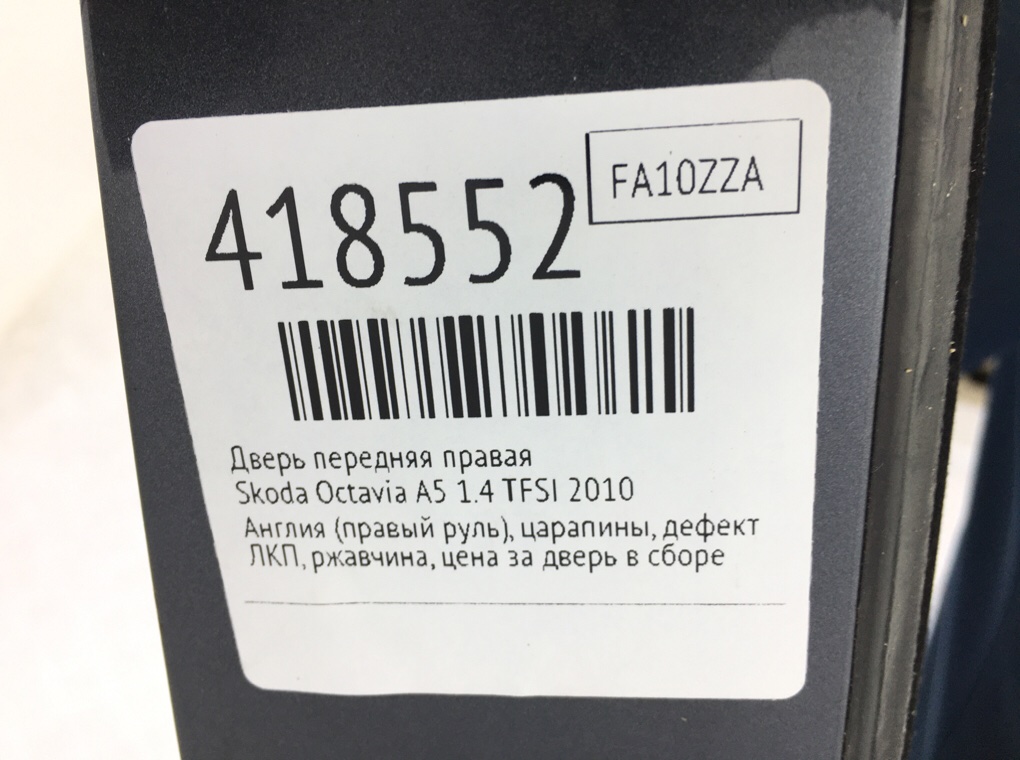 FA10ZZA
418552
Дверь передняя правая
Skoda Octavia A5 1.4 TFSI 2010
Англия (правый руль), царапины, дефект
ЛКП, ржавчина, цена за дверь в сборе